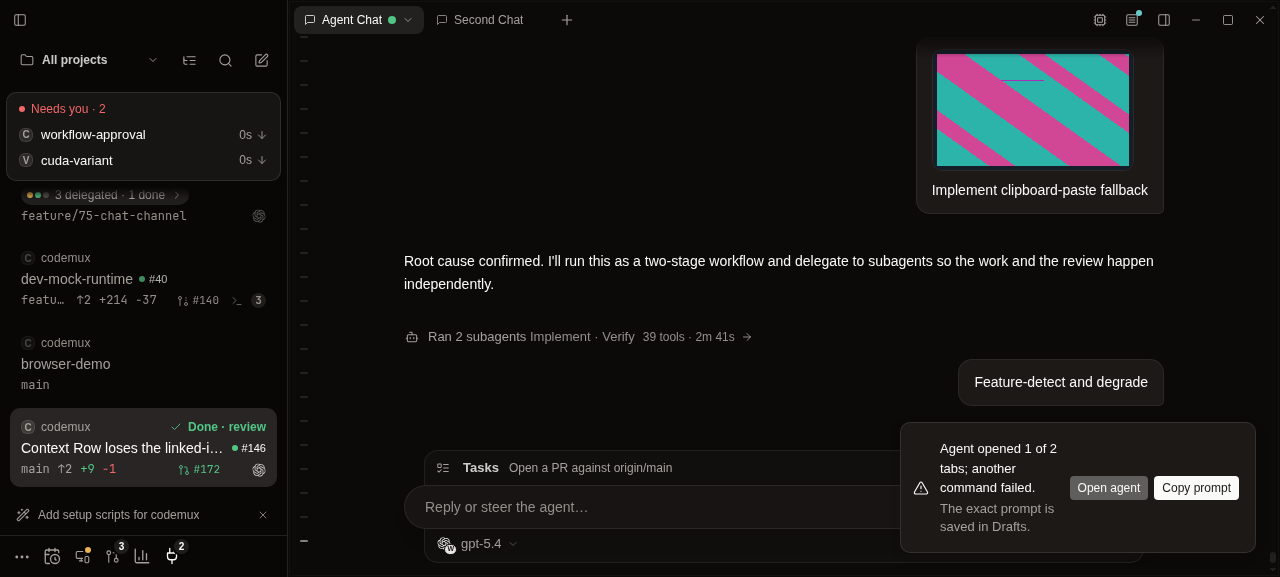 Agent Chat
Second Chat
All projects
Needs you · 2
C workflow-approval 0s
V cuda-variant 0s
3 delegated · 1 done
feature/75-chat-channel
C codemux
dev-mock-runtime #40
featu… ↑2 +214 -37 #140 3
C codemux
browser-demo
main
C codemux Done · review
Context Row loses the linked-i… #146
main ↑2 +9 -1 #172
Add setup scripts for codemux
3
2
Implement clipboard-paste fallback
Root cause confirmed. I'll run this as a two-stage workflow and delegate to subagents so the work and the review happen
independently.
Ran 2 subagents Implement · Verify 39 tools · 2m 41s →
Feature-detect and degrade
Tasks Open a PR against origin/main
Reply or steer the agent…
gpt-5.4
Agent opened 1 of 2
tabs; another
command failed.
The exact prompt is
saved in Drafts.
Open agent
Copy prompt